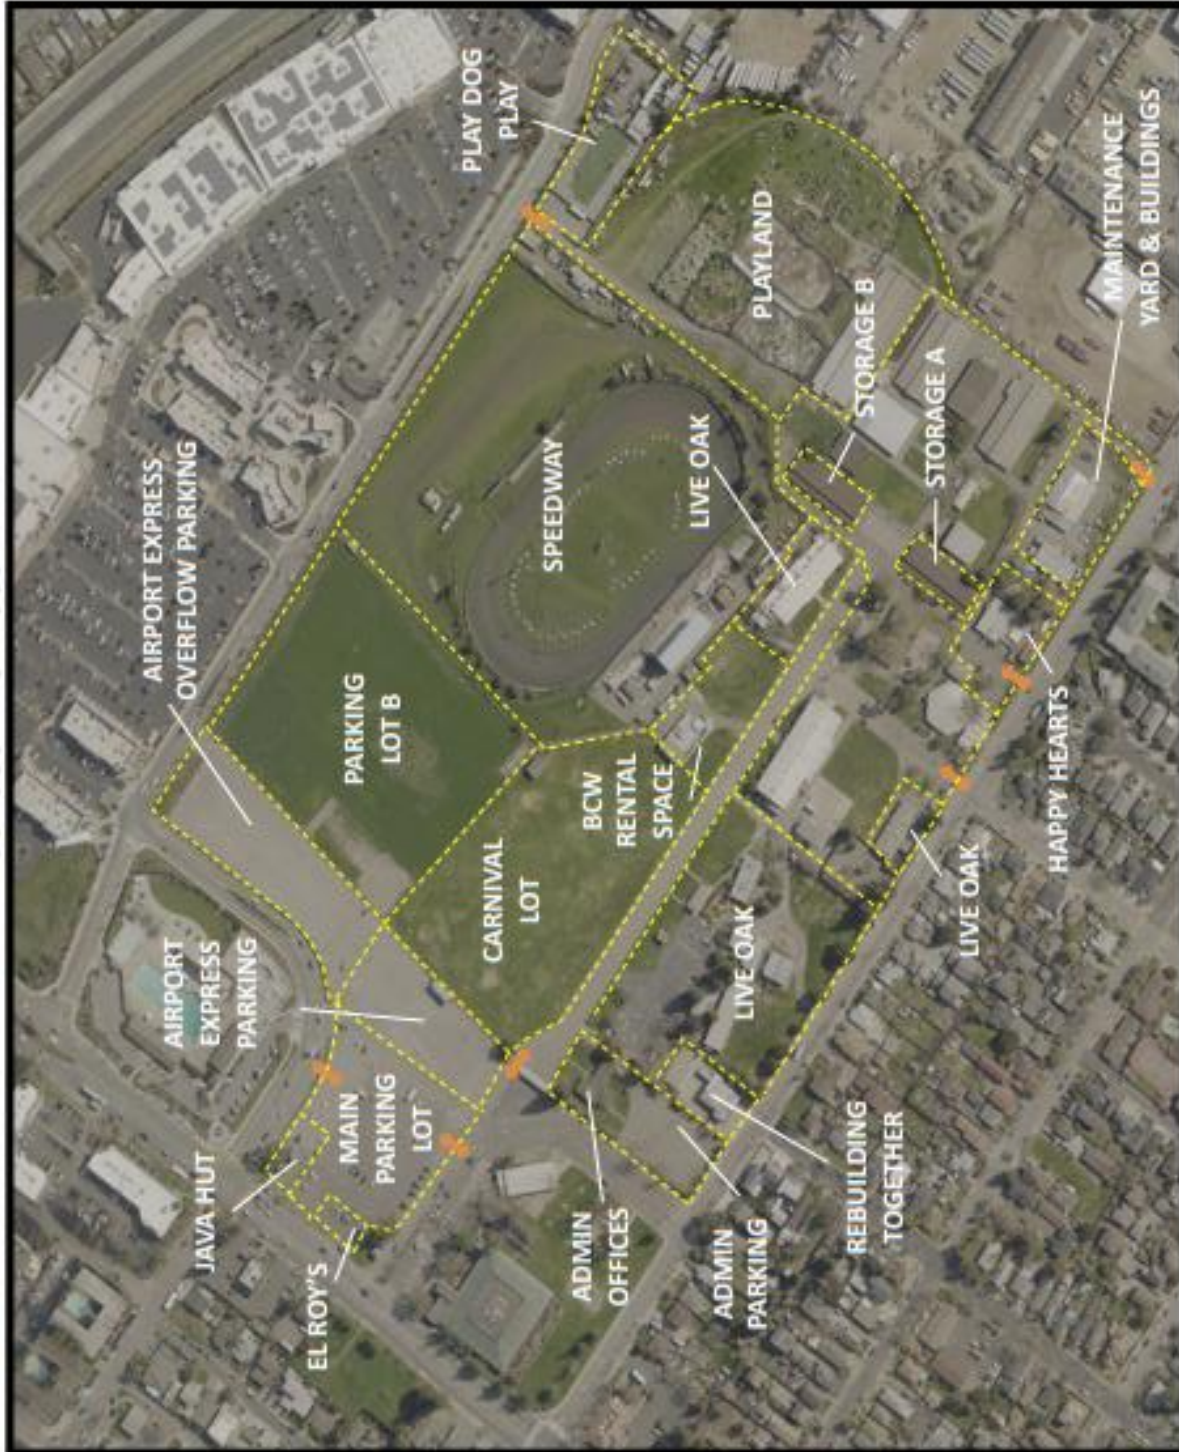 PLAY DOG
PLAY
AIRPORT EXPRESS
OVERFLOW PARKING
PLAYLAND
MAINTENANCE
YARD & BUILDINGS
STORAGE B
STORAGE A
SPEEDWAY
LIVE OAK
PARKING
LOT B
BCW
RENTAL
SPACE
CARNIVAL
LOT
AIRPORT
EXPRESS
PARKING
HAPPY HEARTS
LIVE OAK
LIVE OAK
JAVA HUT
MAIN
PARKING
LOT
EL ROY'S
ADMIN
OFFICES
ADMIN
PARKING
REBUILDING
TOGETHER